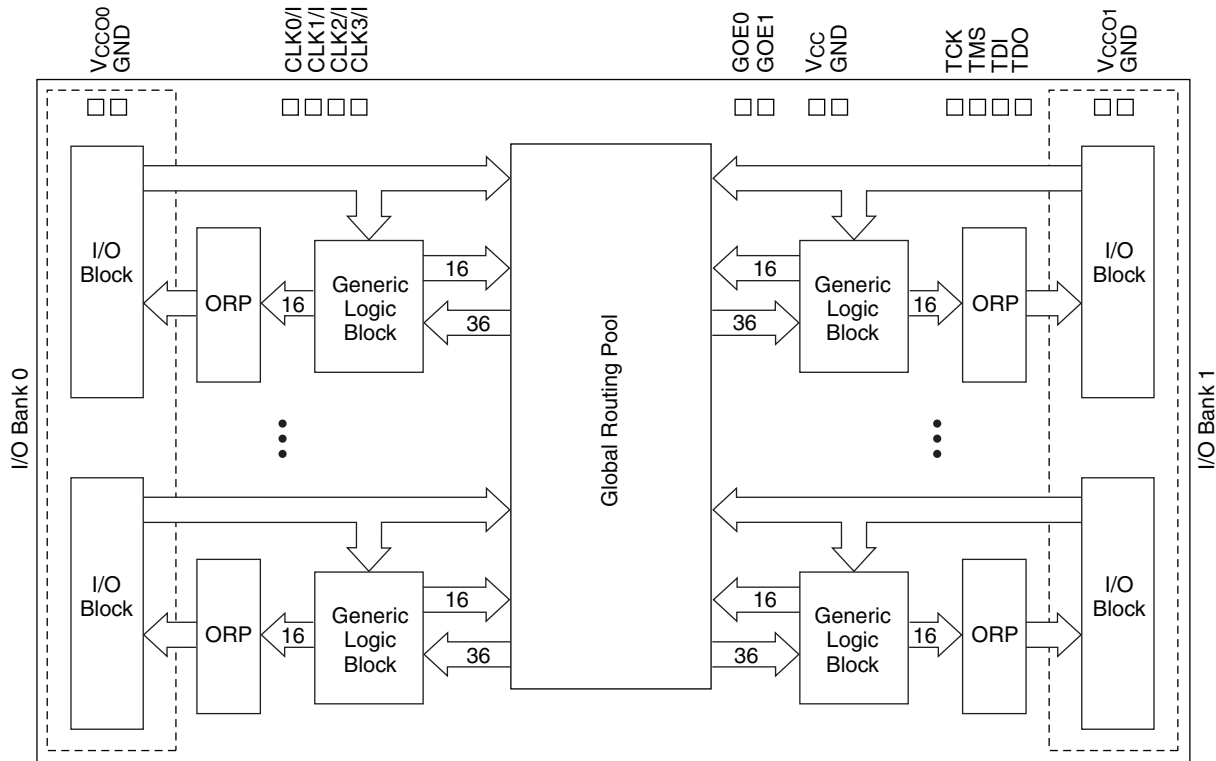 VCCO0
GND
CLK0/I
CLK1/I
CLK2/I
CLK3/I
GOE0
GOE1
VCC
GND
TCK
TMS
TDI
TDO
VCCO1
GND
I/O Bank 0
I/O
Block
ORP
16
Generic
Logic
Block
16
36
Global Routing Pool
16
36
Generic
Logic
Block
16
ORP
I/O
Block
I/O Bank 1
I/O
Block
ORP
16
Generic
Logic
Block
16
36
16
36
Generic
Logic
Block
16
ORP
I/O
Block